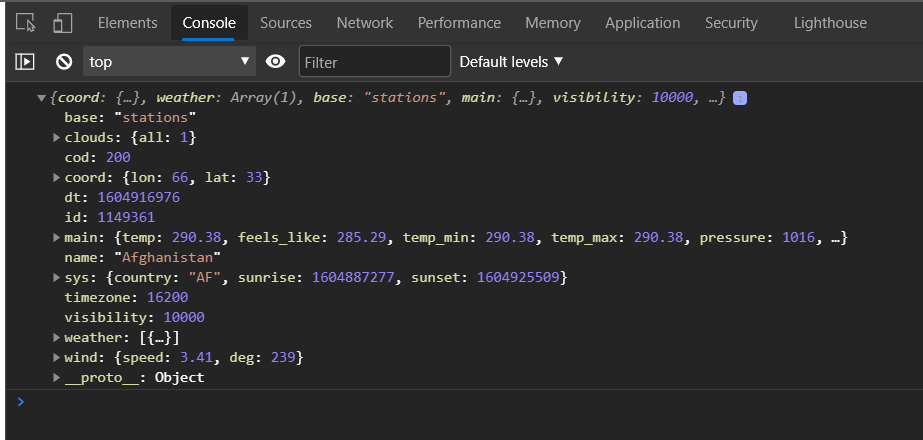 Elements Console Sources Network Performance Memory Application Security Lighthouse
top Filter Default levels
{coord: {…}, weather: Array(1), base: "stations", main: {…}, visibility: 10000, …}
base: "stations"
clouds: {all: 1}
cod: 200
coord: {lon: 66, lat: 33}
dt: 1604916976
id: 1149361
main: {temp: 290.38, feels_like: 285.29, temp_min: 290.38, temp_max: 290.38, pressure: 1016, …}
name: "Afghanistan"
sys: {country: "AF", sunrise: 1604887277, sunset: 1604925509}
timezone: 16200
visibility: 10000
weather: [{…}]
wind: {speed: 3.41, deg: 239}
__proto__: Object